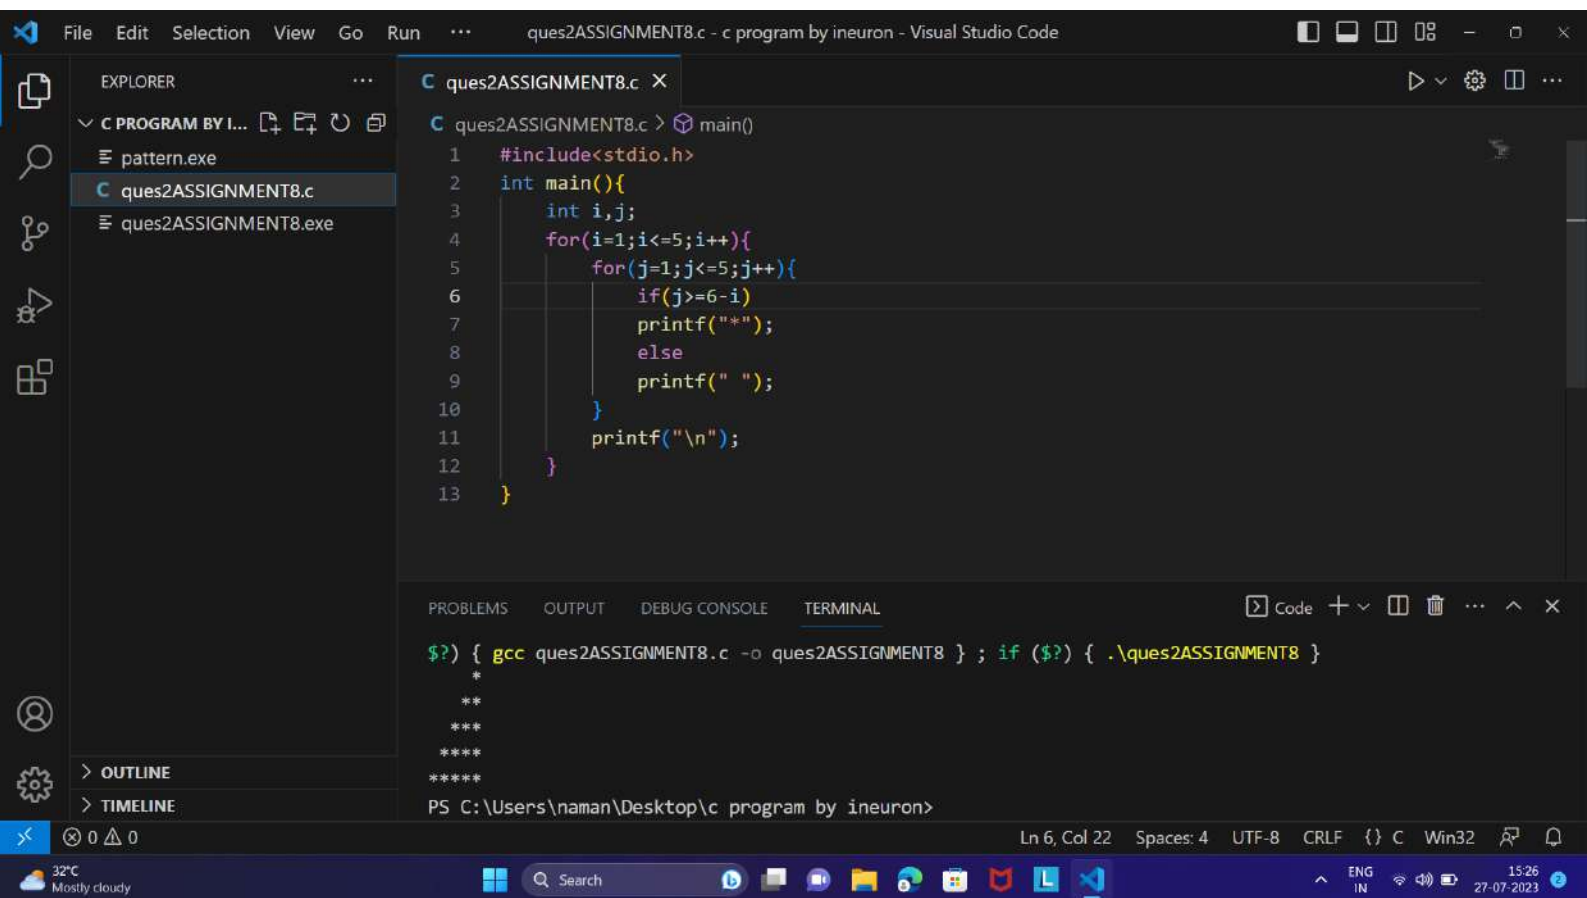 File Edit Selection View Go Run ··· ques2ASSIGNMENT8.c - c program by ineuron - Visual Studio Code
EXPLORER ···
C PROGRAM BY I...
pattern.exe
C ques2ASSIGNMENT8.c
ques2ASSIGNMENT8.exe
OUTLINE
TIMELINE
C ques2ASSIGNMENT8.c
C ques2ASSIGNMENT8.c > main()
1 #include<stdio.h>
2 int main(){
3     int i,j;
4     for(i=1;i<=5;i++){
5         for(j=1;j<=5;j++){
6             if(j>=6-i)
7             printf("*");
8             else
9             printf(" ");
10         }
11         printf("\n");
12     }
13 }
PROBLEMS OUTPUT DEBUG CONSOLE TERMINAL Code
$?) { gcc ques2ASSIGNMENT8.c -o ques2ASSIGNMENT8 } ; if ($?) { .\ques2ASSIGNMENT8 }
    *
   **
  ***
 ****
*****
PS C:\Users\naman\Desktop\c program by ineuron>
0 0 Ln 6, Col 22 Spaces: 4 UTF-8 CRLF {} C Win32
32°C
Mostly cloudy
Search
L
ENG
IN
15:26
27-07-2023
2